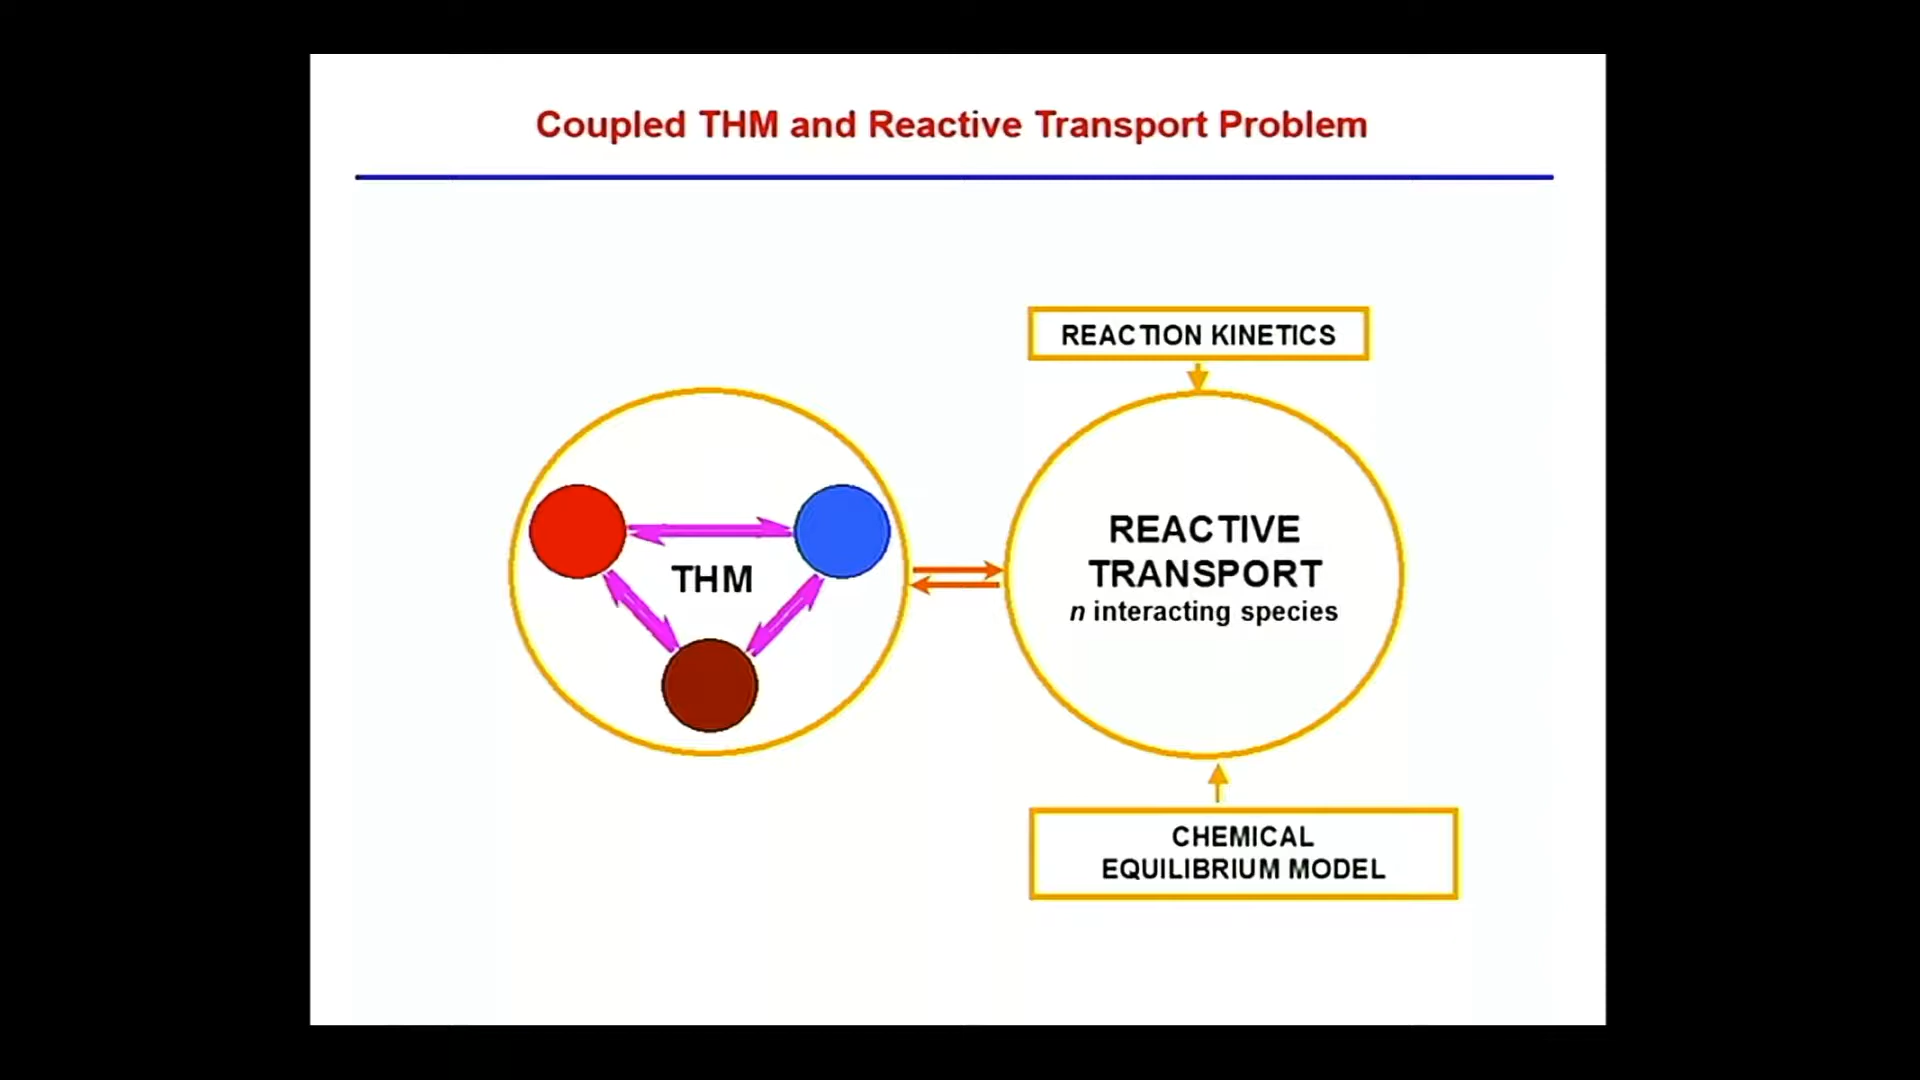 Coupled THM and Reactive Transport Problem
REACTION KINETICS
THM
REACTIVE
TRANSPORT
n interacting species
CHEMICAL
EQUILIBRIUM MODEL